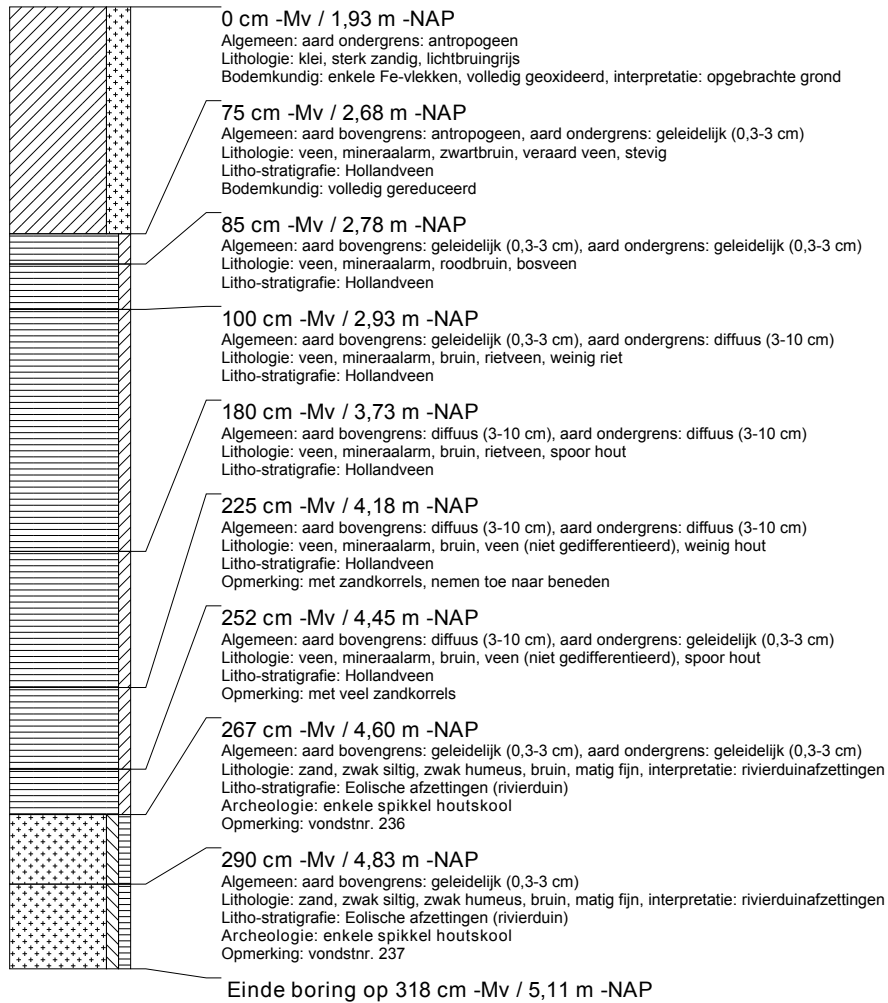 0 cm -Mv / 1,93 m -NAP
Algemeen: aard ondergrens: antropogeen
Lithologie: klei, sterk zandig, lichtbruingrijs
Bodemkundig: enkele Fe-vlekken, volledig geoxideerd, interpretatie: opgebrachte grond
75 cm -Mv / 2,68 m -NAP
Algemeen: aard bovengrens: antropogeen, aard ondergrens: geleidelijk (0,3-3 cm)
Lithologie: veen, mineraalarm, zwartbruin, veraard veen, stevig
Litho-stratigrafie: Hollandveen
Bodemkundig: volledig gereduceerd
85 cm -Mv / 2,78 m -NAP
Algemeen: aard bovengrens: geleidelijk (0,3-3 cm), aard ondergrens: geleidelijk (0,3-3 cm)
Lithologie: veen, mineraalarm, roodbruin, bosveen
Litho-stratigrafie: Hollandveen
100 cm -Mv / 2,93 m -NAP
Algemeen: aard bovengrens: geleidelijk (0,3-3 cm), aard ondergrens: diffuus (3-10 cm)
Lithologie: veen, mineraalarm, bruin, rietveen, weinig riet
Litho-stratigrafie: Hollandveen
180 cm -Mv / 3,73 m -NAP
Algemeen: aard bovengrens: diffuus (3-10 cm), aard ondergrens: diffuus (3-10 cm)
Lithologie: veen, mineraalarm, bruin, rietveen, spoor hout
Litho-stratigrafie: Hollandveen
225 cm -Mv / 4,18 m -NAP
Algemeen: aard bovengrens: diffuus (3-10 cm), aard ondergrens: diffuus (3-10 cm)
Lithologie: veen, mineraalarm, bruin, veen (niet gedifferentieerd), weinig hout
Litho-stratigrafie: Hollandveen
Opmerking: met zandkorrels, nemen toe naar beneden
252 cm -Mv / 4,45 m -NAP
Algemeen: aard bovengrens: diffuus (3-10 cm), aard ondergrens: geleidelijk (0,3-3 cm)
Lithologie: veen, mineraalarm, bruin, veen (niet gedifferentieerd), spoor hout
Litho-stratigrafie: Hollandveen
Opmerking: met veel zandkorrels
267 cm -Mv / 4,60 m -NAP
Algemeen: aard bovengrens: geleidelijk (0,3-3 cm), aard ondergrens: geleidelijk (0,3-3 cm)
Lithologie: zand, zwak siltig, zwak humeus, bruin, matig fijn, interpretatie: rivierduinafzettingen
Litho-stratigrafie: Eolische afzettingen (rivierduin)
Archeologie: enkele spikkel houtskool
Opmerking: vondstnr. 236
290 cm -Mv / 4,83 m -NAP
Algemeen: aard bovengrens: geleidelijk (0,3-3 cm)
Lithologie: zand, zwak siltig, zwak humeus, bruin, matig fijn, interpretatie: rivierduinafzettingen
Litho-stratigrafie: Eolische afzettingen (rivierduin)
Archeologie: enkele spikkel houtskool
Opmerking: vondstnr. 237
Einde boring op 318 cm -Mv / 5,11 m -NAP